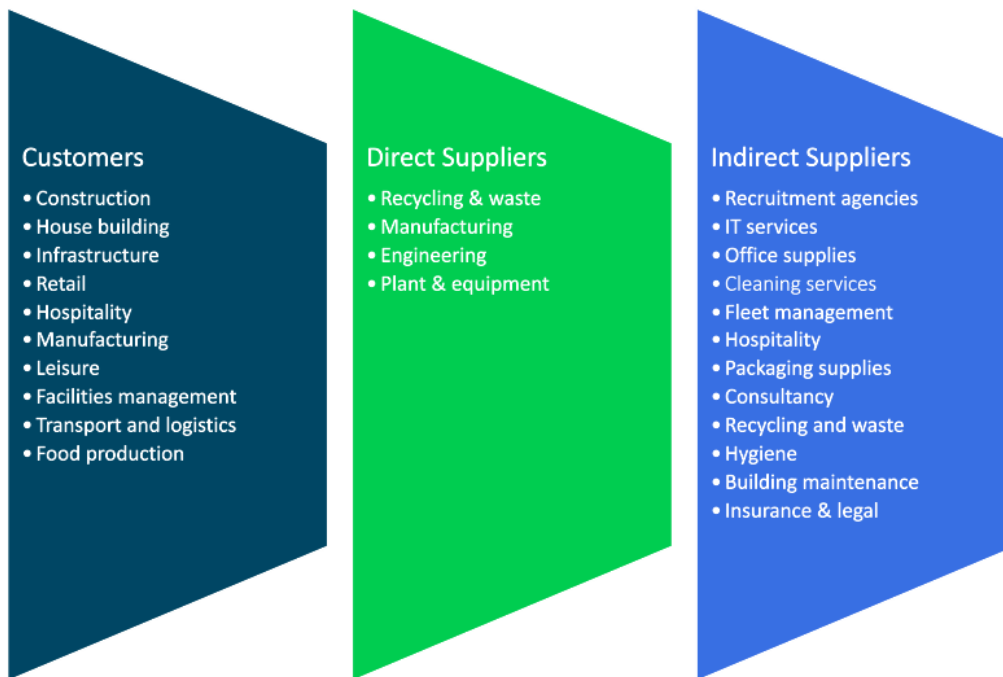 Customers
• Construction
• House building
• Infrastructure
• Retail
• Hospitality
• Manufacturing
• Leisure
• Facilities management
• Transport and logistics
• Food production
Direct Suppliers
• Recycling & waste
• Manufacturing
• Engineering
• Plant & equipment
Indirect Suppliers
• Recruitment agencies
• IT services
• Office supplies
• Cleaning services
• Fleet management
• Hospitality
• Packaging supplies
• Consultancy
• Recycling and waste
• Hygiene
• Building maintenance
• Insurance & legal